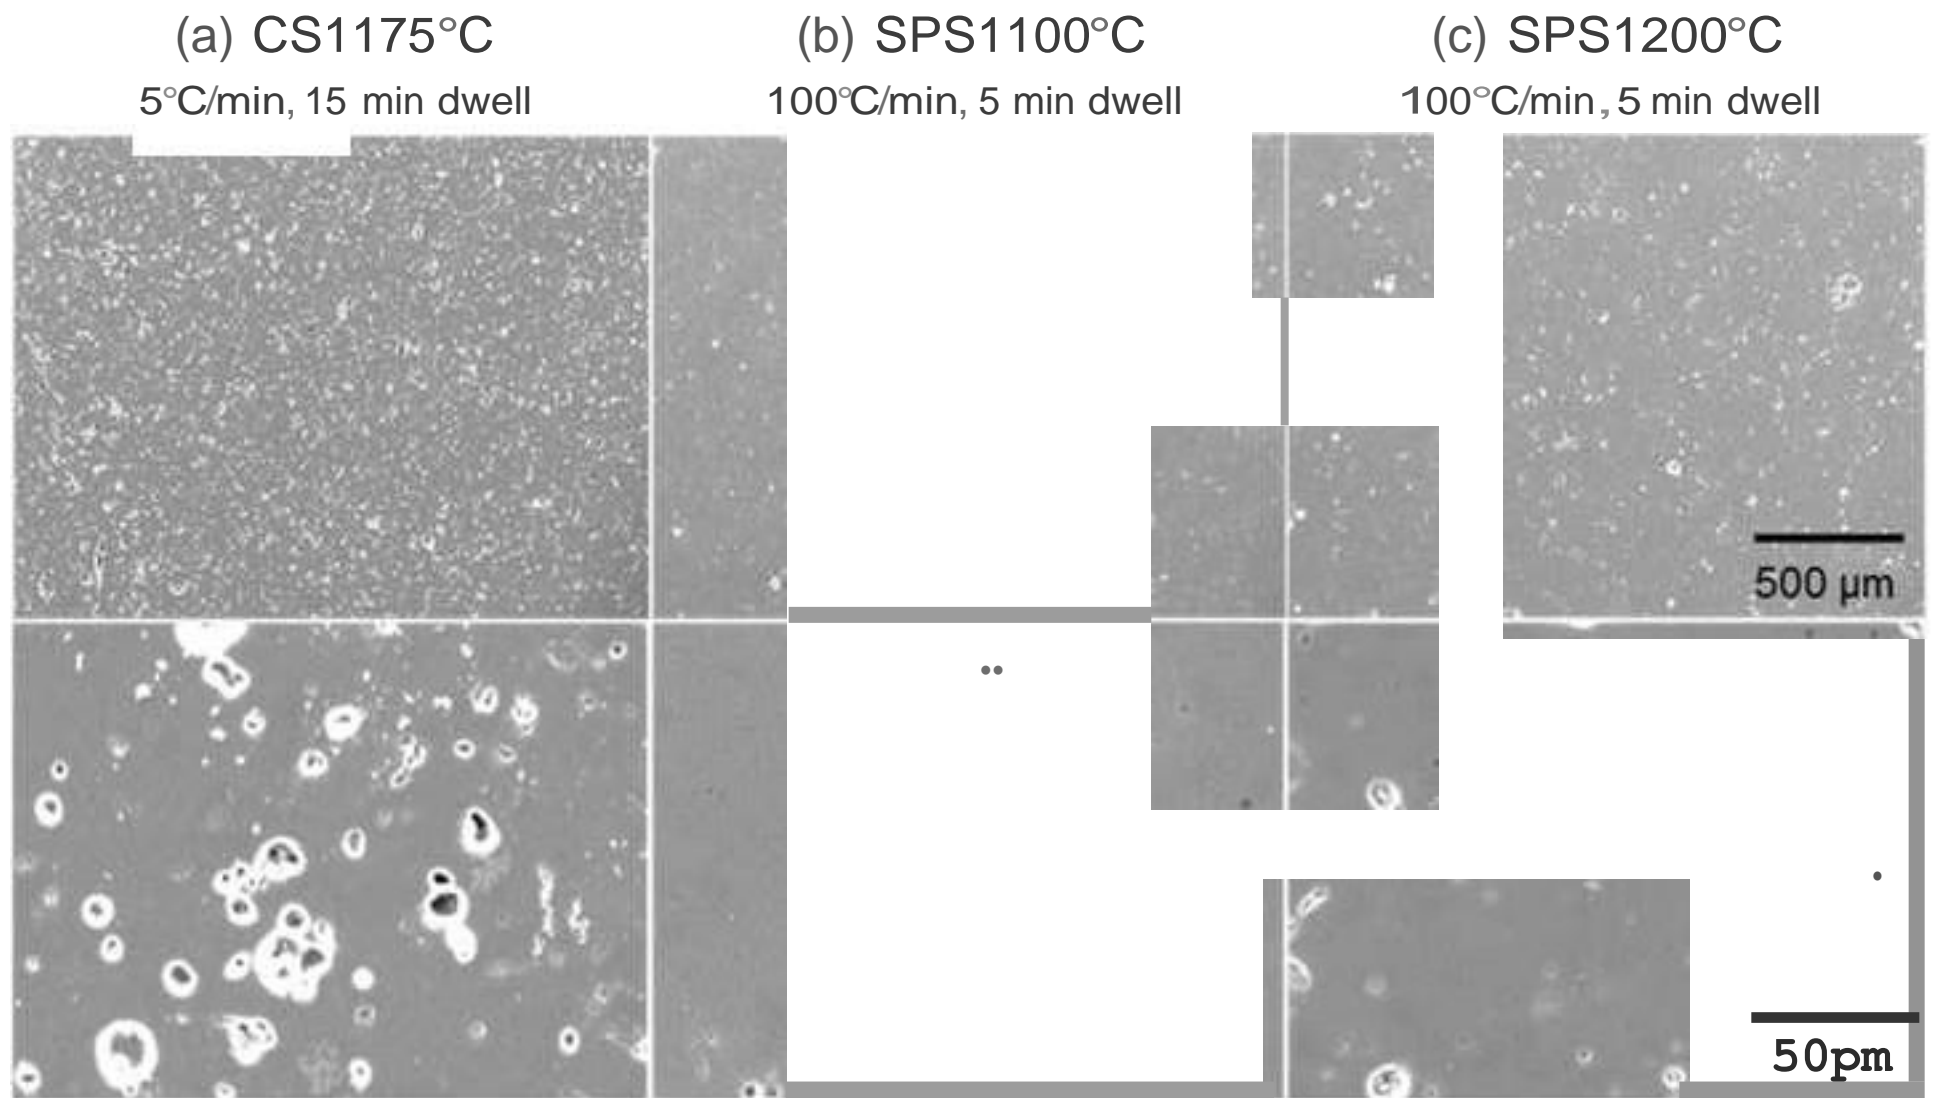 (a) CS1175°C
5°C/min, 15 min dwell
(b) SPS1100°C
100°C/min, 5 min dwell
(c) SPS1200°C
100°C/min, 5 min dwell
500 µm
50pm